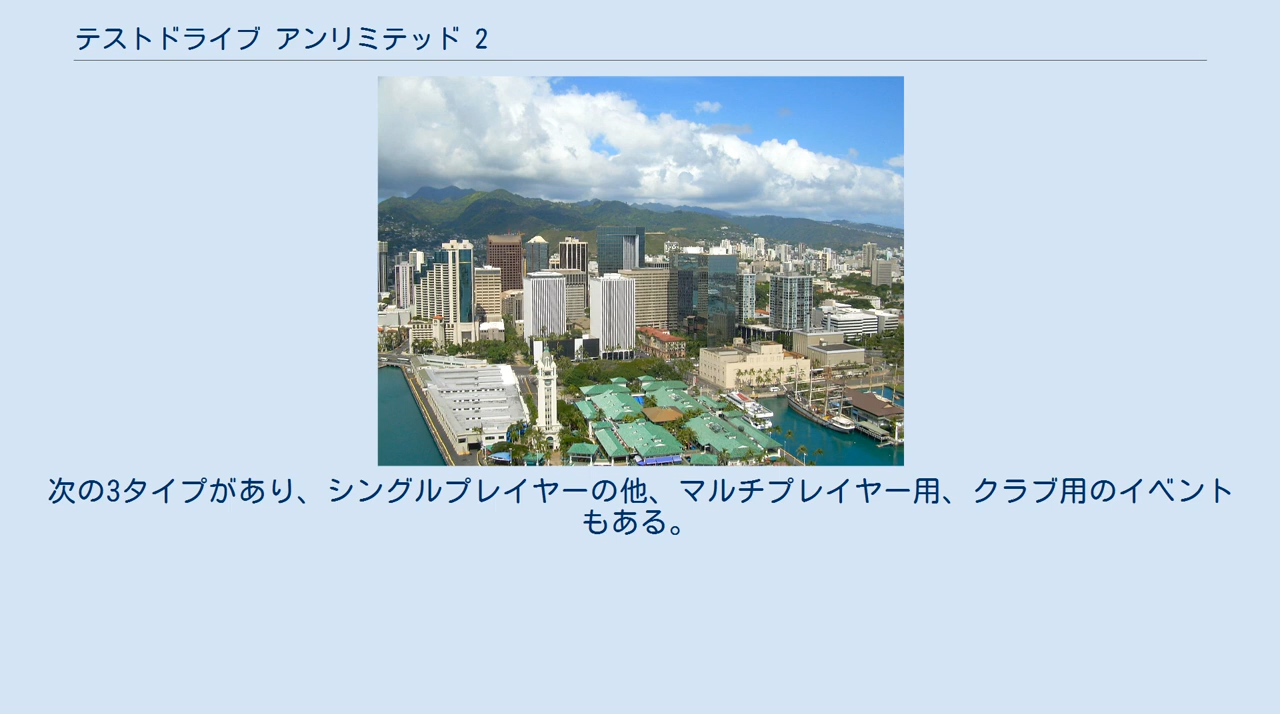 テストドライブ アンリミテッド 2
次の3タイプがあり、シングルプレイヤーの他、マルチプレイヤー用、クラブ用のイベント
もある。